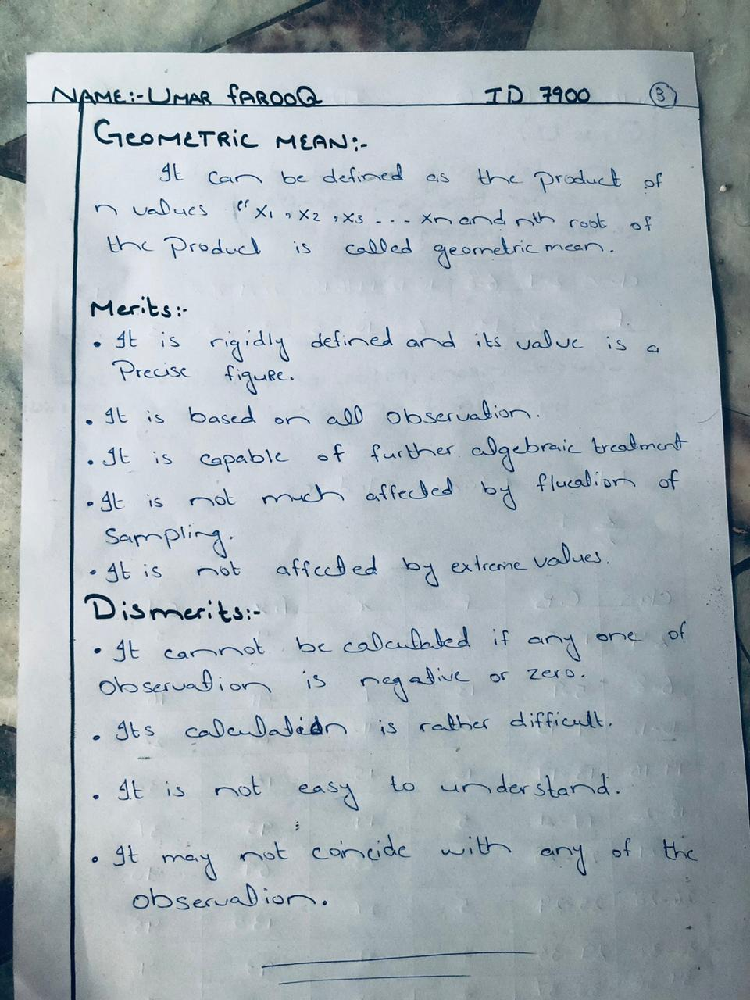 NAME:- UMAR fAROOQ ID 7900 3
GEOMETRIC MEAN:-
It can be defined as the Product of
n values "x1, x2, x3 ... xn and nth root of
the Product is called geometric mean.
Merits:-
• It is rigidly defined and its value is a
Precise figure.
• It is based on all observation.
• It is capable of further algebraic treatment
• It is not much affected by flucation of
Sampling.
• It is not affected by extreme values.
Dismerits:-
• It cannot be calculated if any one of
observation is negative or zero.
• Its calculation is rather difficult.
• It is not easy to understand.
• It may not coincide with any of the
observation.